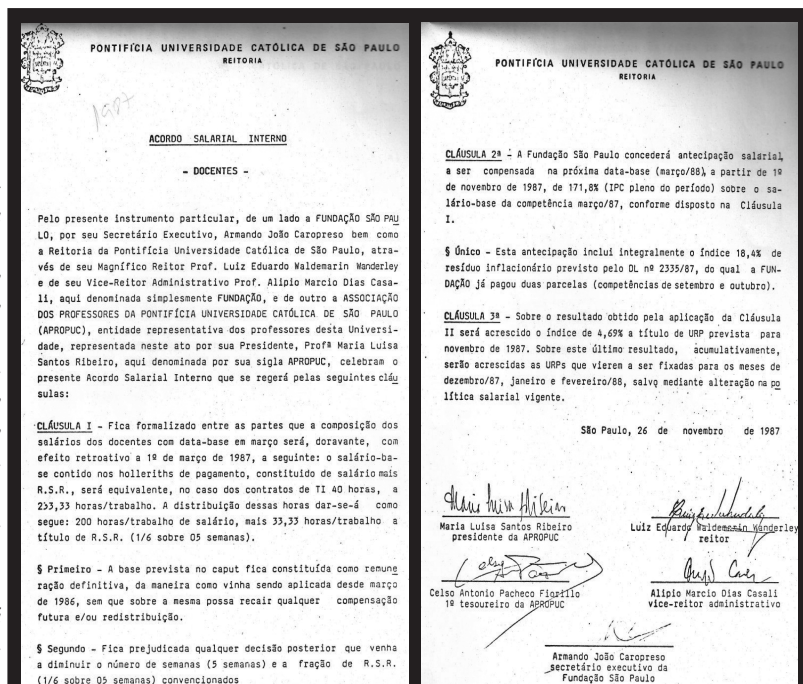 PONTIFÍCIA UNIVERSIDADE CATÓLICA DE SÃO PAULO
REITORIA
1987
ACORDO SALARIAL INTERNO
- DOCENTES -
Pelo presente instrumento particular, de um lado a FUNDAÇÃO SÃO PAU
LO, por seu Secretário Executivo, Armando João Caropreso bem como
a Reitoria da Pontifícia Universidade Católica de São Paulo, atra-
vés de seu Magnífico Reitor Prof. Luiz Eduardo Waldemarin Wanderley
e de seu Vice-Reitor Administrativo Prof. Alipio Marcio Dias Casa-
li, aqui denominada simplesmente FUNDAÇÃO, e de outro a ASSOCIAÇÃO
DOS PROFESSORES DA PONTIFÍCIA UNIVERSIDADE CATÓLICA DE SÃO PAULO
(APROPUC), entidade representativa dos professores desta Universi-
dade, representada neste ato por sua Presidente, Profª Maria Luisa
Santos Ribeiro, aqui denominada por sua sigla APROPUC, celebram o
presente Acordo Salarial Interno que se regerá pelas seguintes cláu
sulas:
CLÁUSULA I - Fica formalizado entre as partes que a composição dos
salários dos docentes com data-base em março será, doravante, com
efeito retroativo a 1º de março de 1987, a seguinte: o salário-ba-
se contido nos holleriths de pagamento, constituido de salário mais
R.S.R., será equivalente, no caso dos contratos de TI 40 horas, a
233,33 horas/trabalho. A distribuição dessas horas dar-se-á como
segue: 200 horas/trabalho de salário, mais 33,33 horas/trabalho a
título de R.S.R. (1/6 sobre 05 semanas).
§ Primeiro - A base prevista no caput fica constituída como remune
ração definitiva, da maneira como vinha sendo aplicada desde março
de 1986, sem que sobre a mesma possa recair qualquer compensação
futura e/ou redistribuição.
§ Segundo - Fica prejudicada qualquer decisão posterior que venha
a diminuir o número de semanas (5 semanas) e a fração de R.S.R.
(1/6 sobre 05 semanas) convencionados
PONTIFÍCIA UNIVERSIDADE CATÓLICA DE SÃO PAULO
REITORIA
CLÁUSULA 2ª - A Fundação São Paulo concederá antecipação salarial,
a ser compensada na próxima data-base (março/88), a partir de 1º
de novembro de 1987, de 171,8% (IPC pleno do período) sobre o sa-
lário-base da competência março/87, conforme disposto na Cláusula
I.
§ Único - Esta antecipação inclui integralmente o índice 18,4% de
resíduo inflacionário previsto pelo DL nº 2335/87, do qual a FUN-
DAÇÃO já pagou duas parcelas (competências de setembro e outubro).
CLÁUSULA 3ª - Sobre o resultado obtido pela aplicação da Cláusula
II será acrescido o índice de 4,69% a título de URP prevista para
novembro de 1987. Sobre este último resultado, acumulativamente,
serão acrescidas as URPs que vierem a ser fixadas para os meses de
dezembro/87, janeiro e fevereiro/88, salvo mediante alteração na po
lítica salarial vigente.
São Paulo, 26 de novembro de 1987
Maria Luisa Santos Ribeiro
presidente da APROPUC
Luiz Eduardo Waldemarin Wanderley
reitor
Celso Antonio Pacheco Fiorillo
1º tesoureiro da APROPUC
Alipio Marcio Dias Casali
vice-reitor administrativo
Armando João Caropreso
secretário executivo da
Fundação São Paulo